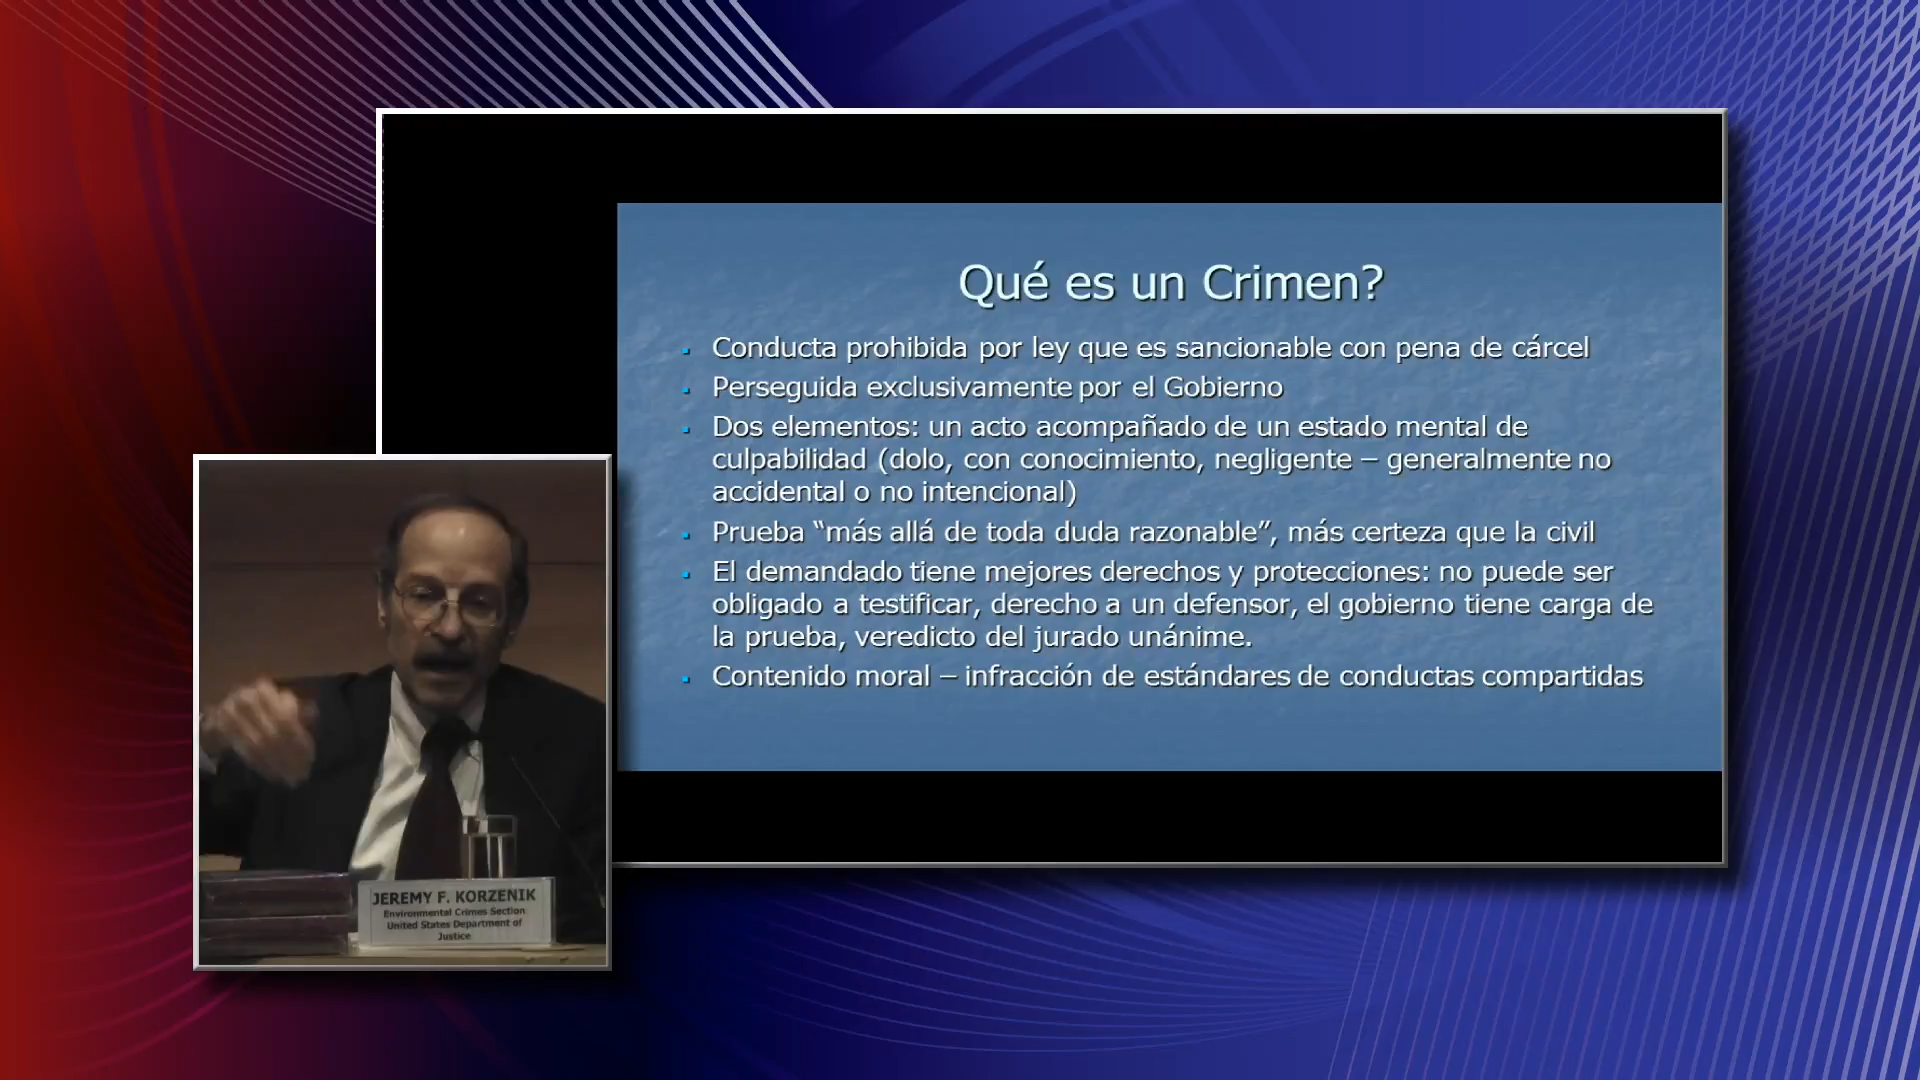 Qué es un Crimen?
Conducta prohibida por ley que es sancionable con pena de cárcel
Perseguida exclusivamente por el Gobierno
Dos elementos: un acto acompañado de un estado mental de
culpabilidad (dolo, con conocimiento, negligente – generalmente no
accidental o no intencional)
Prueba “más allá de toda duda razonable”, más certeza que la civil
El demandado tiene mejores derechos y protecciones: no puede ser
obligado a testificar, derecho a un defensor, el gobierno tiene carga de
la prueba, veredicto del jurado unánime.
Contenido moral – infracción de estándares de conductas compartidas
JEREMY F. KORZENIK
Environmental Crimes Section
United States Department of
Justice